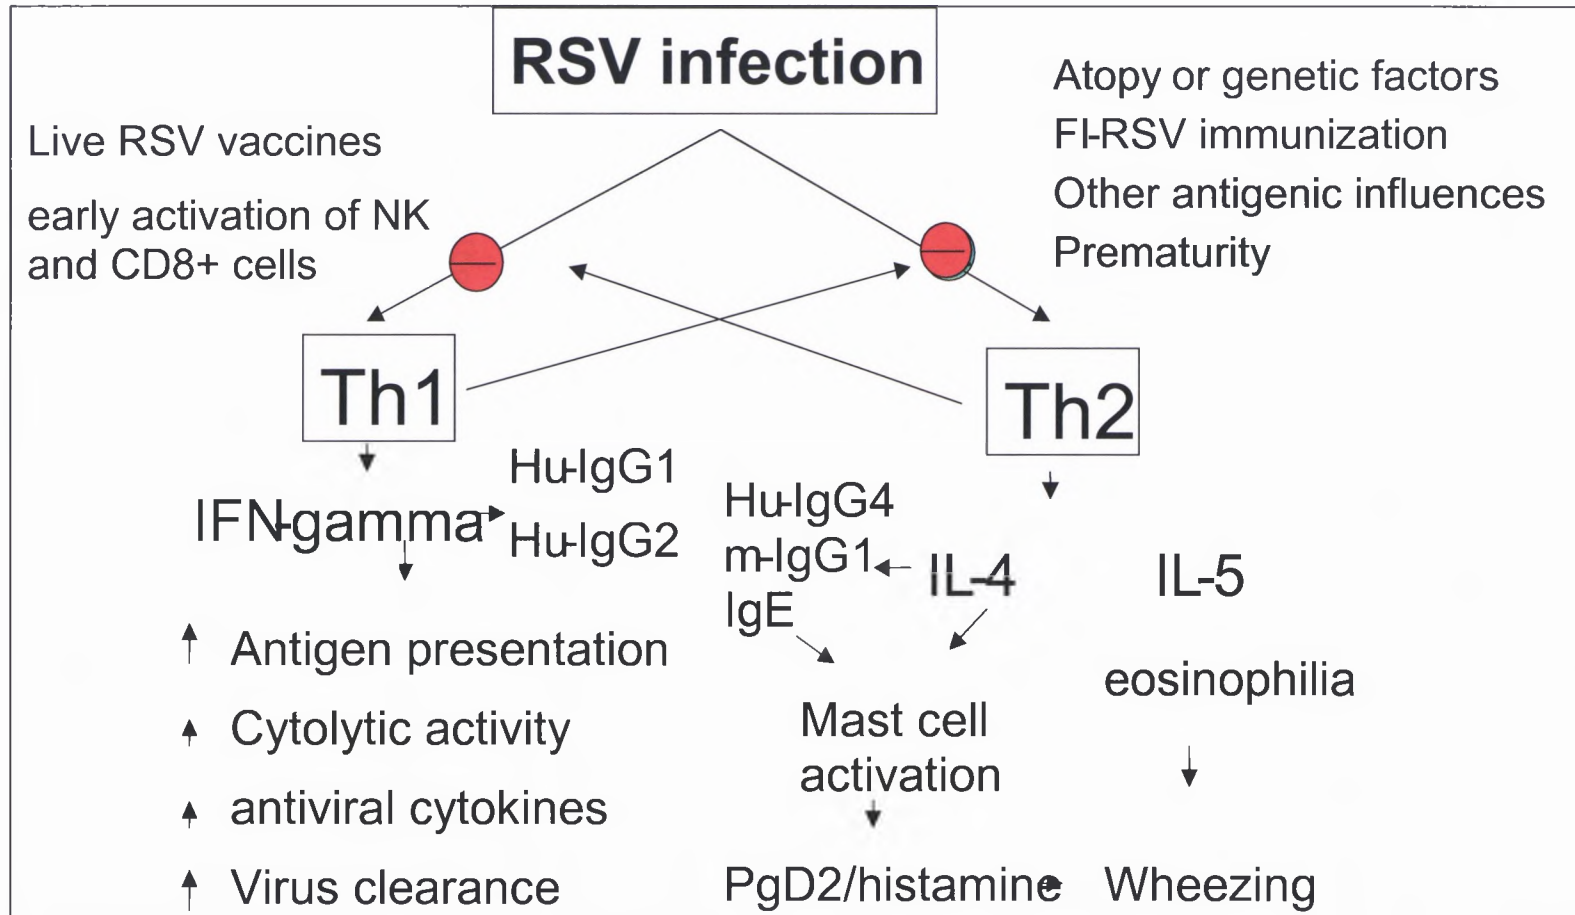 RSV infection
Live RSV vaccines
early activation of NK
and CD8+ cells
Atopy or genetic factors
FI-RSV immunization
Other antigenic influences
Prematurity
Th1
Th2
IFN-gamma
Hu-IgG1
Hu-IgG2
Antigen presentation
Cytolytic activity
antiviral cytokines
Virus clearance
Hu-IgG4
m-IgG1
IgE
IL-4
IL-5
Mast cell
activation
eosinophilia
PgD2/histamine
Wheezing